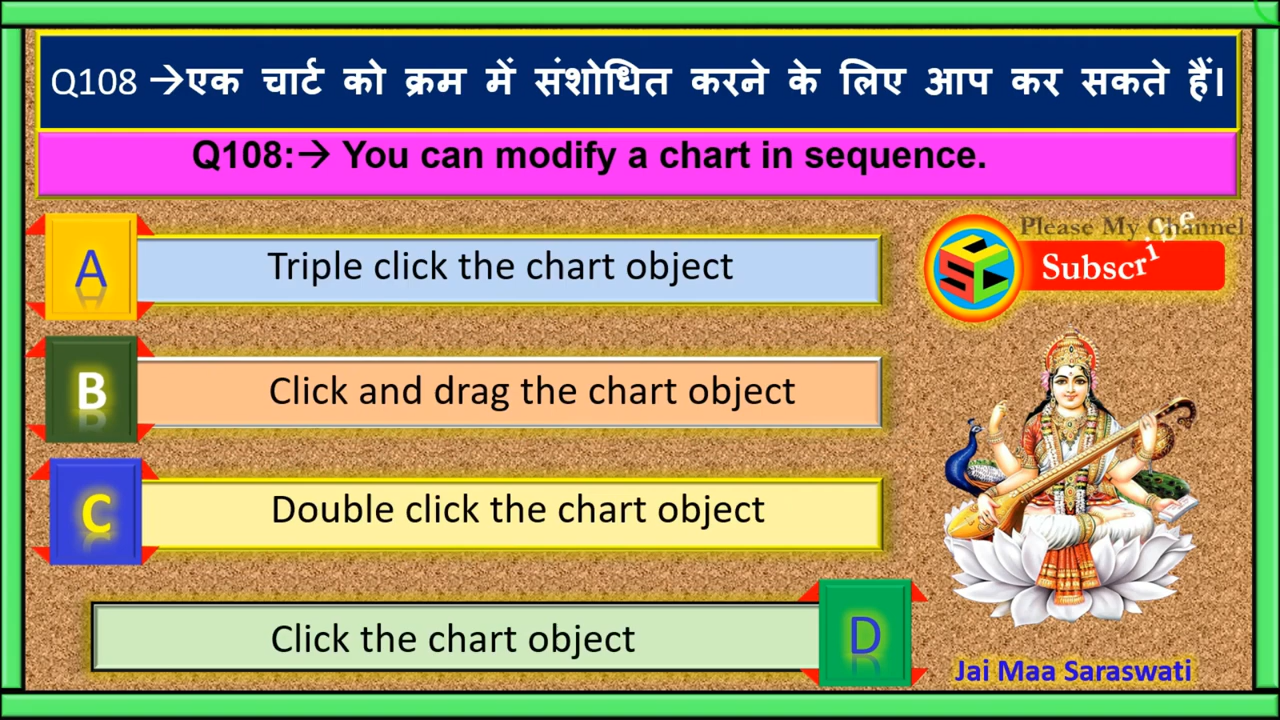 Q108 →एक चार्ट को क्रम में संशोधित करने के लिए आप कर सकते हैं।
Q108:→ You can modify a chart in sequence.
A Triple click the chart object
Please My Channel
Subscribe
B Click and drag the chart object
C Double click the chart object
Click the chart object D
Jai Maa Saraswati